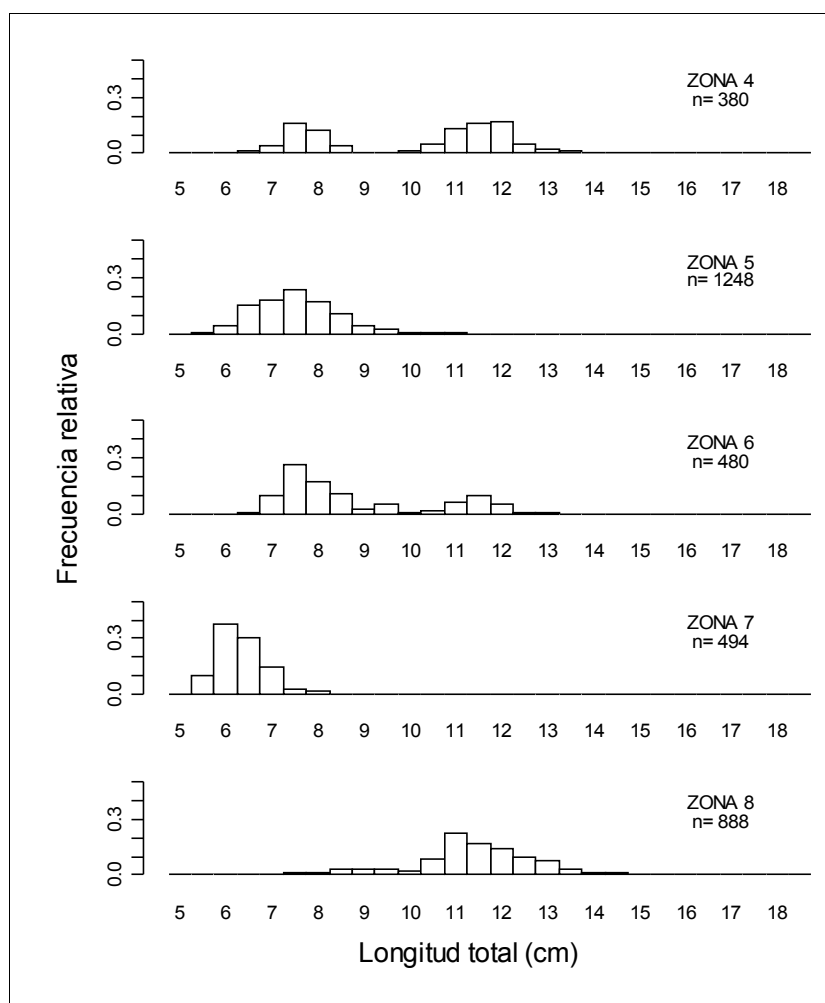 ZONA 4
n= 380
0.0 0.3
5 6 7 8 9 10 11 12 13 14 15 16 17 18
ZONA 5
n= 1248
0.0 0.3
5 6 7 8 9 10 11 12 13 14 15 16 17 18
Frecuencia relativa
ZONA 6
n= 480
0.0 0.3
5 6 7 8 9 10 11 12 13 14 15 16 17 18
ZONA 7
n= 494
0.0 0.3
5 6 7 8 9 10 11 12 13 14 15 16 17 18
ZONA 8
n= 888
0.0 0.3
5 6 7 8 9 10 11 12 13 14 15 16 17 18
Longitud total (cm)